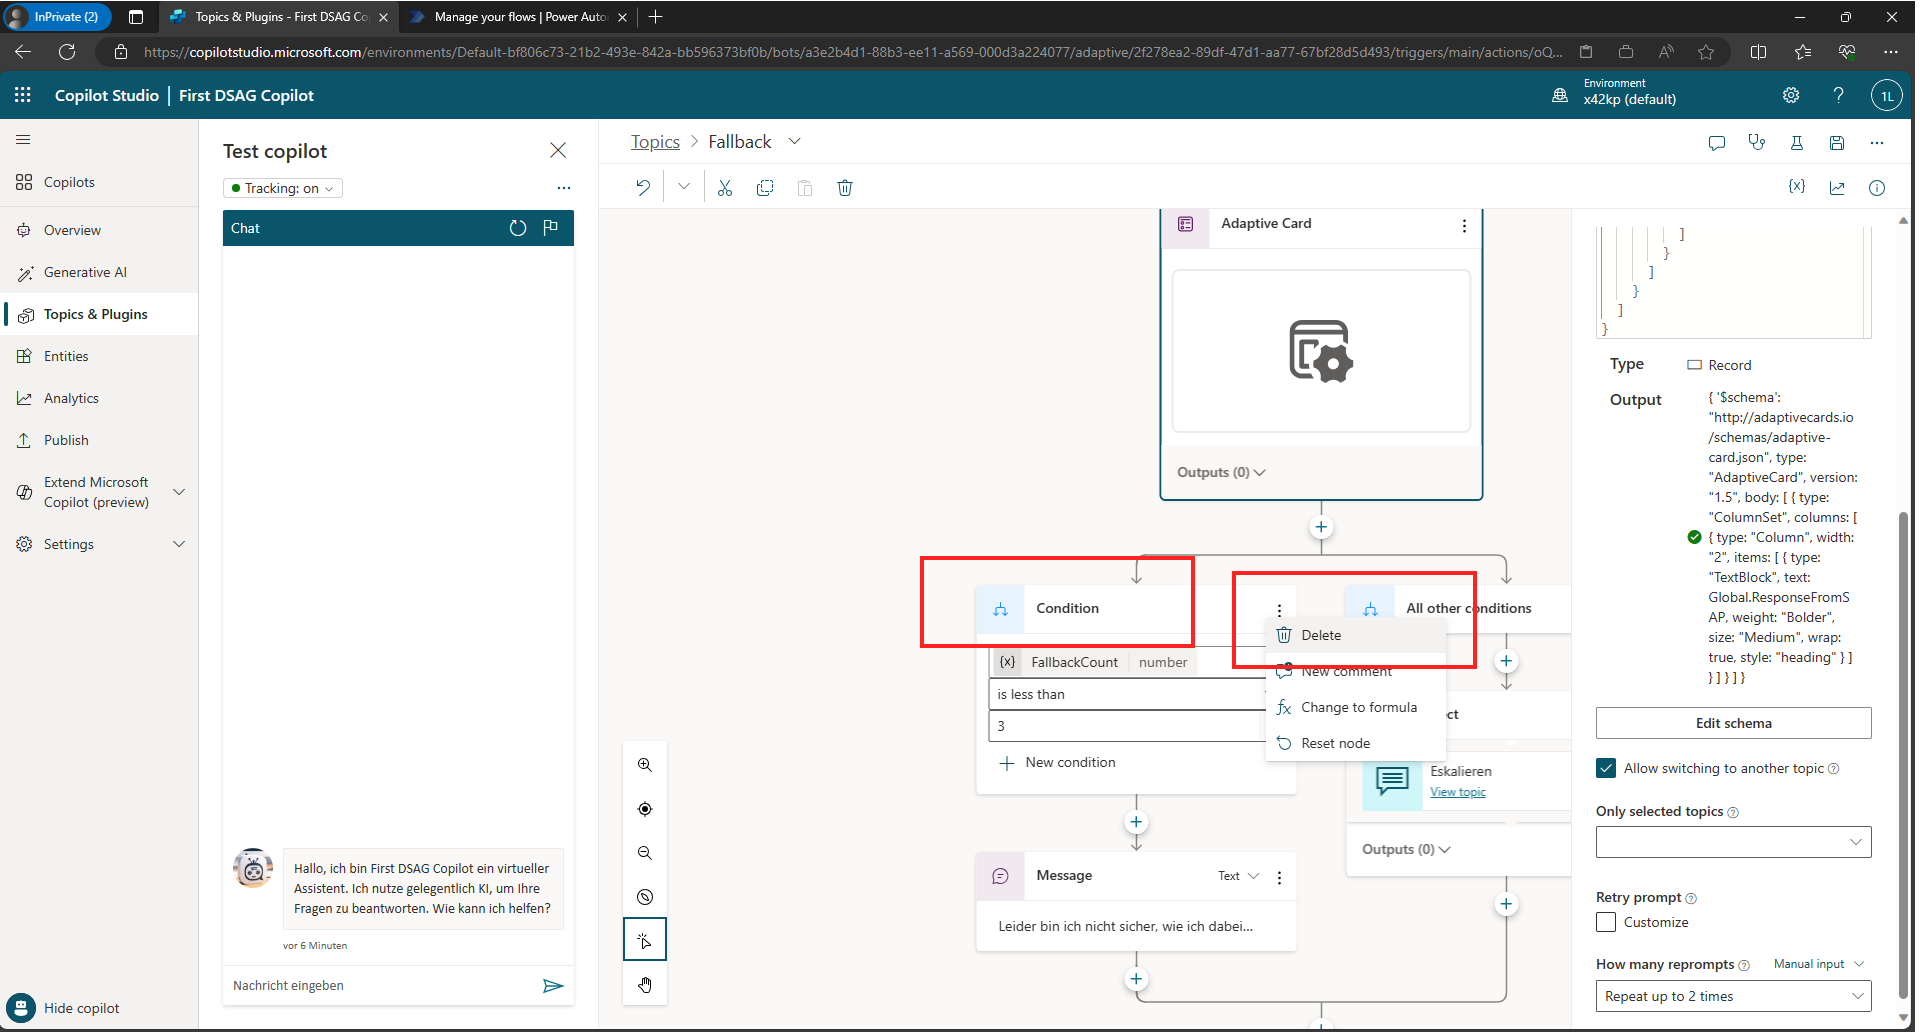 InPrivate (2)
Topics & Plugins - First DSAG Co
Manage your flows | Power Auto
https://copilotstudio.microsoft.com/environments/Default-bf806c73-21b2-493e-842a-bb596373bf0b/bots/a3e2b4d1-88b3-ee11-a569-000d3a224077/adaptive/2f278ea2-89df-47d1-aa77-67bf28d5d493/triggers/main/actions/oQ...
Copilot Studio | First DSAG Copilot
Environment
x42kp (default)
1L
Test copilot
Tracking: on
Chat
Hallo, ich bin First DSAG Copilot ein virtueller
Assistent. Ich nutze gelegentlich KI, um Ihre
Fragen zu beantworten. Wie kann ich helfen?
vor 6 Minuten
Nachricht eingeben
Copilots
Overview
Generative AI
Topics & Plugins
Entities
Analytics
Publish
Extend Microsoft
Copilot (preview)
Settings
Hide copilot
Topics > Fallback
Adaptive Card
Outputs (0)
Condition
{x} FallbackCount number
is less than
3
New condition
Delete
New comment
Change to formula
Reset node
All other conditions
ct
Eskalieren
View topic
Outputs (0)
Message
Text
Leider bin ich nicht sicher, wie ich dabei...
{x}
]
}
]
}
]
}
Type
Record
Output
{ '$schema':
"http://adaptivecards.io
/schemas/adaptive-
card.json", type:
"AdaptiveCard", version:
"1.5", body: [ { type:
"ColumnSet", columns: [
{ type: "Column", width:
"2", items: [ { type:
"TextBlock", text:
Global.ResponseFromS
AP, weight: "Bolder",
size: "Medium", wrap:
true, style: "heading" } ]
} ] } ] }
Edit schema
Allow switching to another topic
Only selected topics
Retry prompt
Customize
How many reprompts
Manual input
Repeat up to 2 times